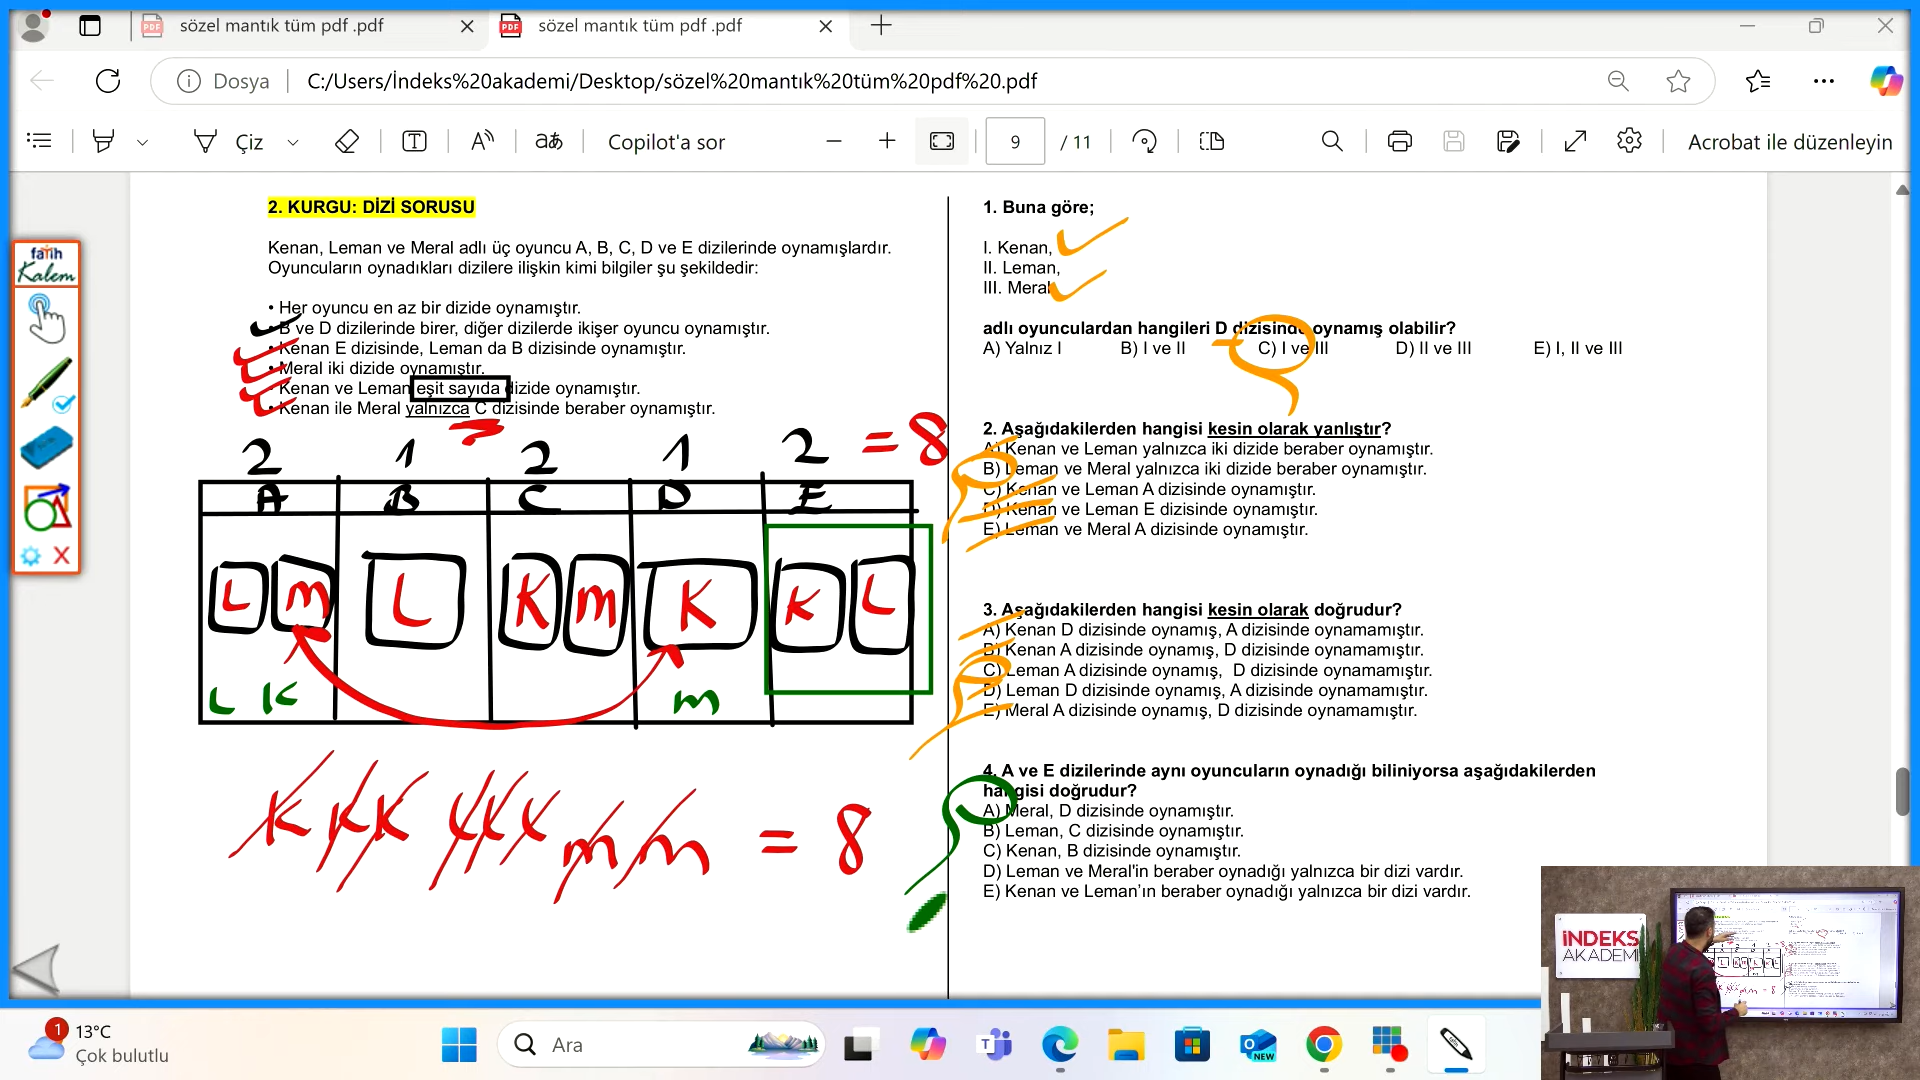 sözel mantık tüm pdf .pdf
sözel mantık tüm pdf .pdf
Dosya
C:/Users/İndeks%20akademi/Desktop/sözel%20mantık%20tüm%20pdf%20.pdf
Çiz
Copilot'a sor
9
/ 11
Acrobat ile düzenleyin
fatih
Kalem
2. KURGU: DİZİ SORUSU
Kenan, Leman ve Meral adlı üç oyuncu A, B, C, D ve E dizilerinde oynamışlardır.
Oyuncuların oynadıkları dizilere ilişkin kimi bilgiler şu şekildedir:
• Her oyuncu en az bir dizide oynamıştır.
• B ve D dizilerinde birer, diğer dizilerde ikişer oyuncu oynamıştır.
• Kenan E dizisinde, Leman da B dizisinde oynamıştır.
• Meral iki dizide oynamıştır.
• Kenan ve Leman eşit sayıda dizide oynamıştır.
• Kenan ile Meral yalnızca C dizisinde beraber oynamıştır.
2 1 2 1 2 = 8
A B C D E
L m L K m K K L
L K m
K K K L L L m m = 8
1. Buna göre;
I. Kenan,
II. Leman,
III. Meral
adlı oyunculardan hangileri D dizisinde oynamış olabilir?
A) Yalnız I B) I ve II C) I ve III D) II ve III E) I, II ve III
2. Aşağıdakilerden hangisi kesin olarak yanlıştır?
A) Kenan ve Leman yalnızca iki dizide beraber oynamıştır.
B) Leman ve Meral yalnızca iki dizide beraber oynamıştır.
C) Kenan ve Leman A dizisinde oynamıştır.
D) Kenan ve Leman E dizisinde oynamıştır.
E) Leman ve Meral A dizisinde oynamıştır.
3. Aşağıdakilerden hangisi kesin olarak doğrudur?
A) Kenan D dizisinde oynamış, A dizisinde oynamamıştır.
B) Kenan A dizisinde oynamış, D dizisinde oynamamıştır.
C) Leman A dizisinde oynamış, D dizisinde oynamamıştır.
D) Leman D dizisinde oynamış, A dizisinde oynamamıştır.
E) Meral A dizisinde oynamış, D dizisinde oynamamıştır.
4. A ve E dizilerinde aynı oyuncuların oynadığı biliniyorsa aşağıdakilerden
hangisi doğrudur?
A) Meral, D dizisinde oynamıştır.
B) Leman, C dizisinde oynamıştır.
C) Kenan, B dizisinde oynamıştır.
D) Leman ve Meral'in beraber oynadığı yalnızca bir dizi vardır.
E) Kenan ve Leman'ın beraber oynadığı yalnızca bir dizi vardır.
İNDEKS
AKADEMİ
1
13°C
Çok bulutlu
Ara
NEW